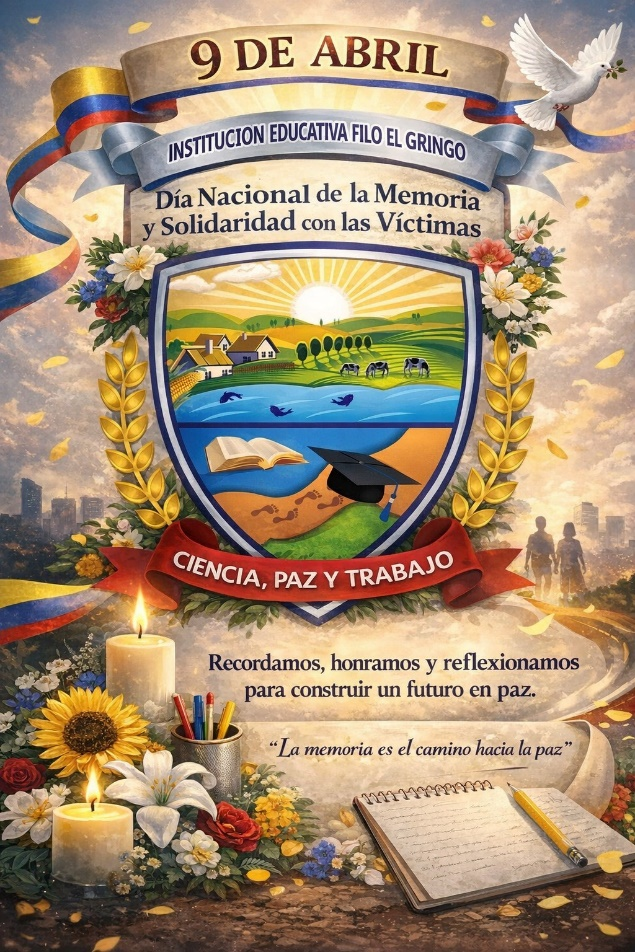 9 DE ABRIL
INSTITUCION EDUCATIVA FILO EL GRINGO
Día Nacional de la Memoria
y Solidaridad con las Víctimas
CIENCIA, PAZ Y TRABAJO
Recordamos, honramos y reflexionamos
para construir un futuro en paz.
“La memoria es el camino hacia la paz”